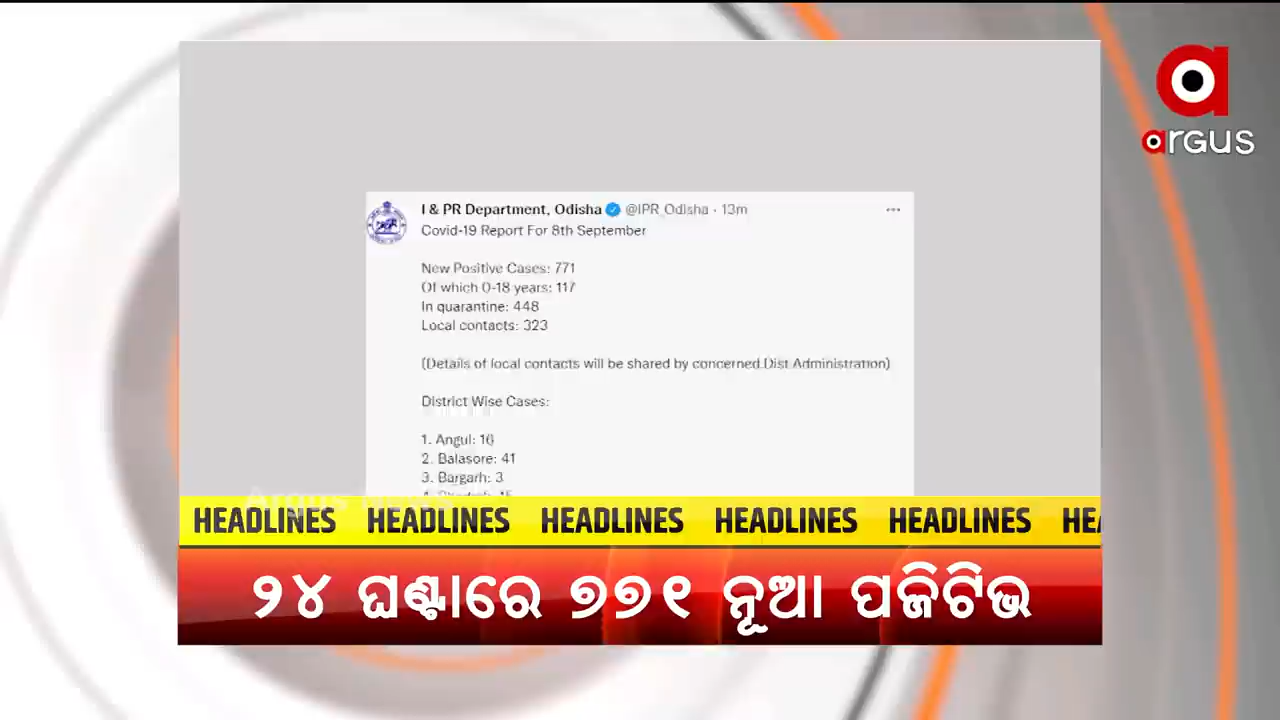 argus
I & PR Department, Odisha @IPR_Odisha · 13m
Covid-19 Report For 8th September
New Positive Cases: 771
Of which 0-18 years: 117
In quarantine: 448
Local contacts: 323
(Details of local contacts will be shared by concerned Dist Administration)
District Wise Cases:
1. Angul: 16
2. Balasore: 41
3. Bargarh: 3
Argus News
HEADLINES HEADLINES HEADLINES HEADLINES HEADLINES HEA
୨୪ ଘଣ୍ଟାରେ ୭୭୧ ନୂଆ ପଜିଟିଭ